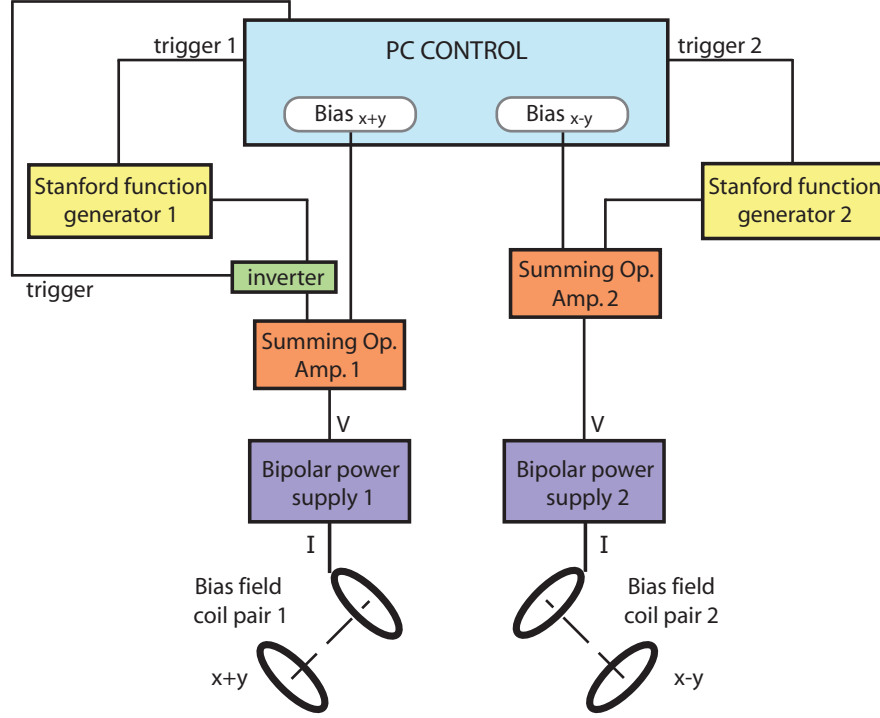 trigger 1
PC CONTROL
trigger 2
Bias x+y
Bias x-y
Stanford function
generator 1
Stanford function
generator 2
inverter
trigger
Summing Op.
Amp. 2
Summing Op.
Amp. 1
V
V
Bipolar power
supply 1
Bipolar power
supply 2
I
I
Bias field
coil pair 1
Bias field
coil pair 2
x+y
x-y